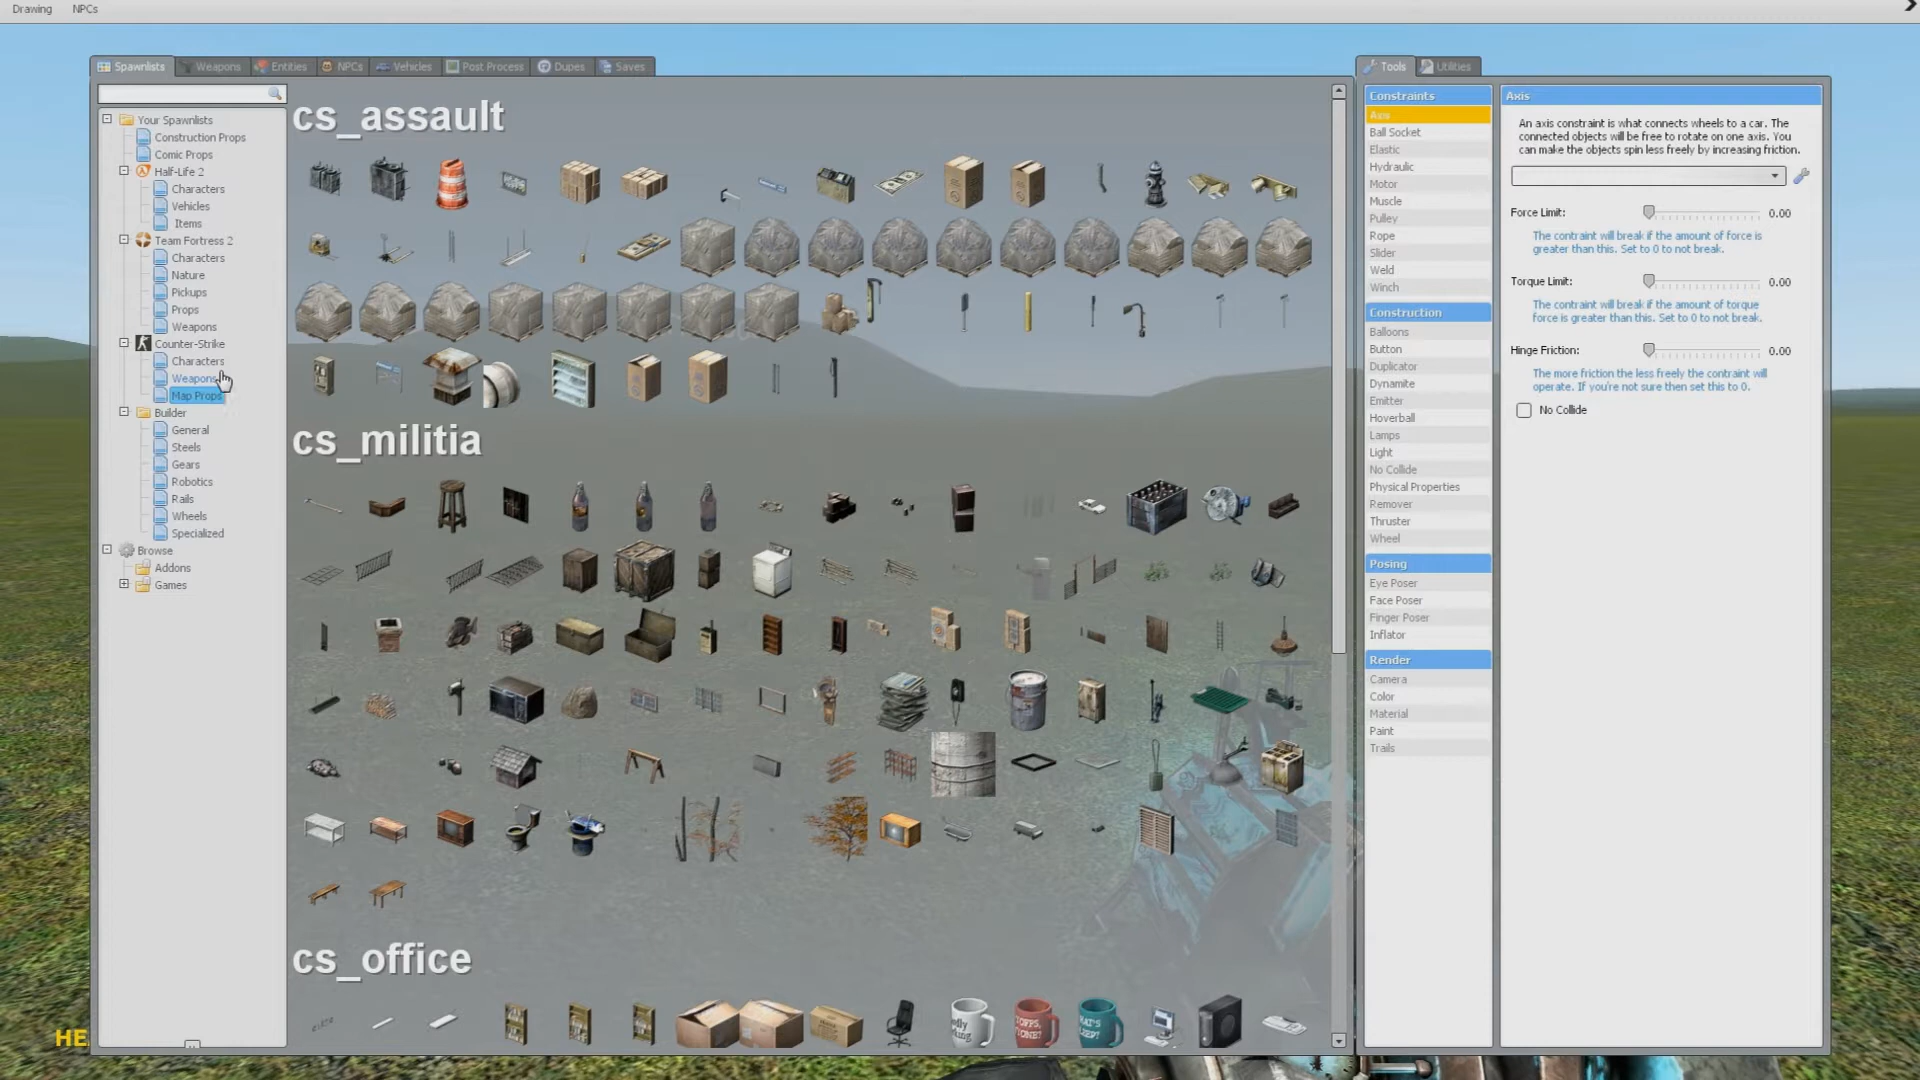 Drawing NPCs
Spawnlists Weapons Entities NPCs Vehicles Post Process Dupes Saves
Your Spawnlists
Construction Props
Comic Props
Half-Life 2
Characters
Vehicles
Items
Team Fortress 2
Characters
Nature
Pickups
Props
Weapons
Counter-Strike
Characters
Weapons
Map Props
Builder
General
Steels
Gears
Robotics
Rails
Wheels
Specialized
Browse
Addons
Games
HE
cs_assault
cs_militia
cs_office
Tools Utilities
Constraints
Axis
Ball Socket
Elastic
Hydraulic
Motor
Muscle
Pulley
Rope
Slider
Weld
Winch
Construction
Balloons
Button
Duplicator
Dynamite
Emitter
Hoverball
Lamps
Light
No Collide
Physical Properties
Remover
Thruster
Wheel
Posing
Eye Poser
Face Poser
Finger Poser
Inflator
Render
Camera
Color
Material
Paint
Trails
Axis
An axis constraint is what connects wheels to a car. The
connected objects will be free to rotate on one axis. You
can make the objects spin less freely by increasing friction.
Force Limit: 0.00
The contraint will break if the amount of force is
greater than this. Set to 0 to not break.
Torque Limit: 0.00
The contraint will break if the amount of torque
force is greater than this. Set to 0 to not break.
Hinge Friction: 0.00
The more friction the less freely the contraint will
operate. If you're not sure then set this to 0.
No Collide